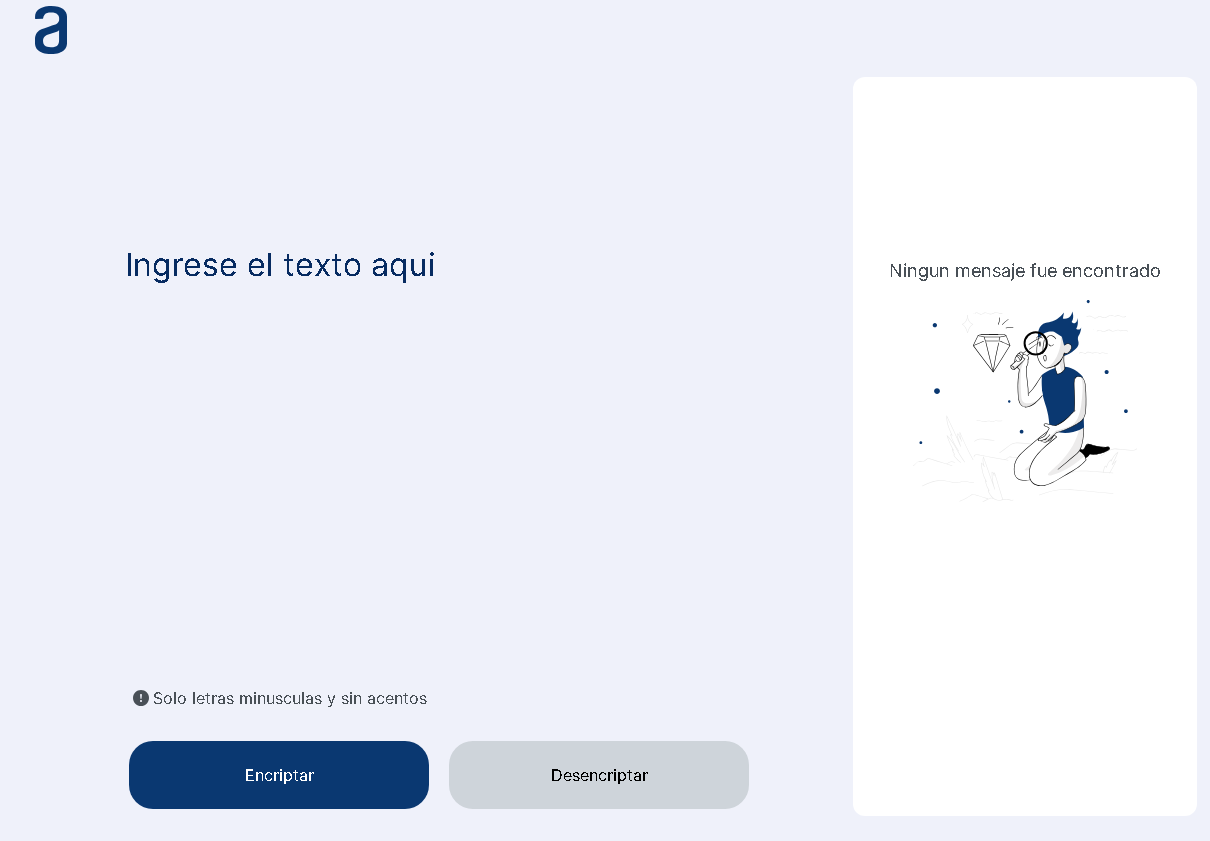 a
Ingrese el texto aqui
Solo letras minusculas y sin acentos
Encriptar
Desencriptar
Ningun mensaje fue encontrado